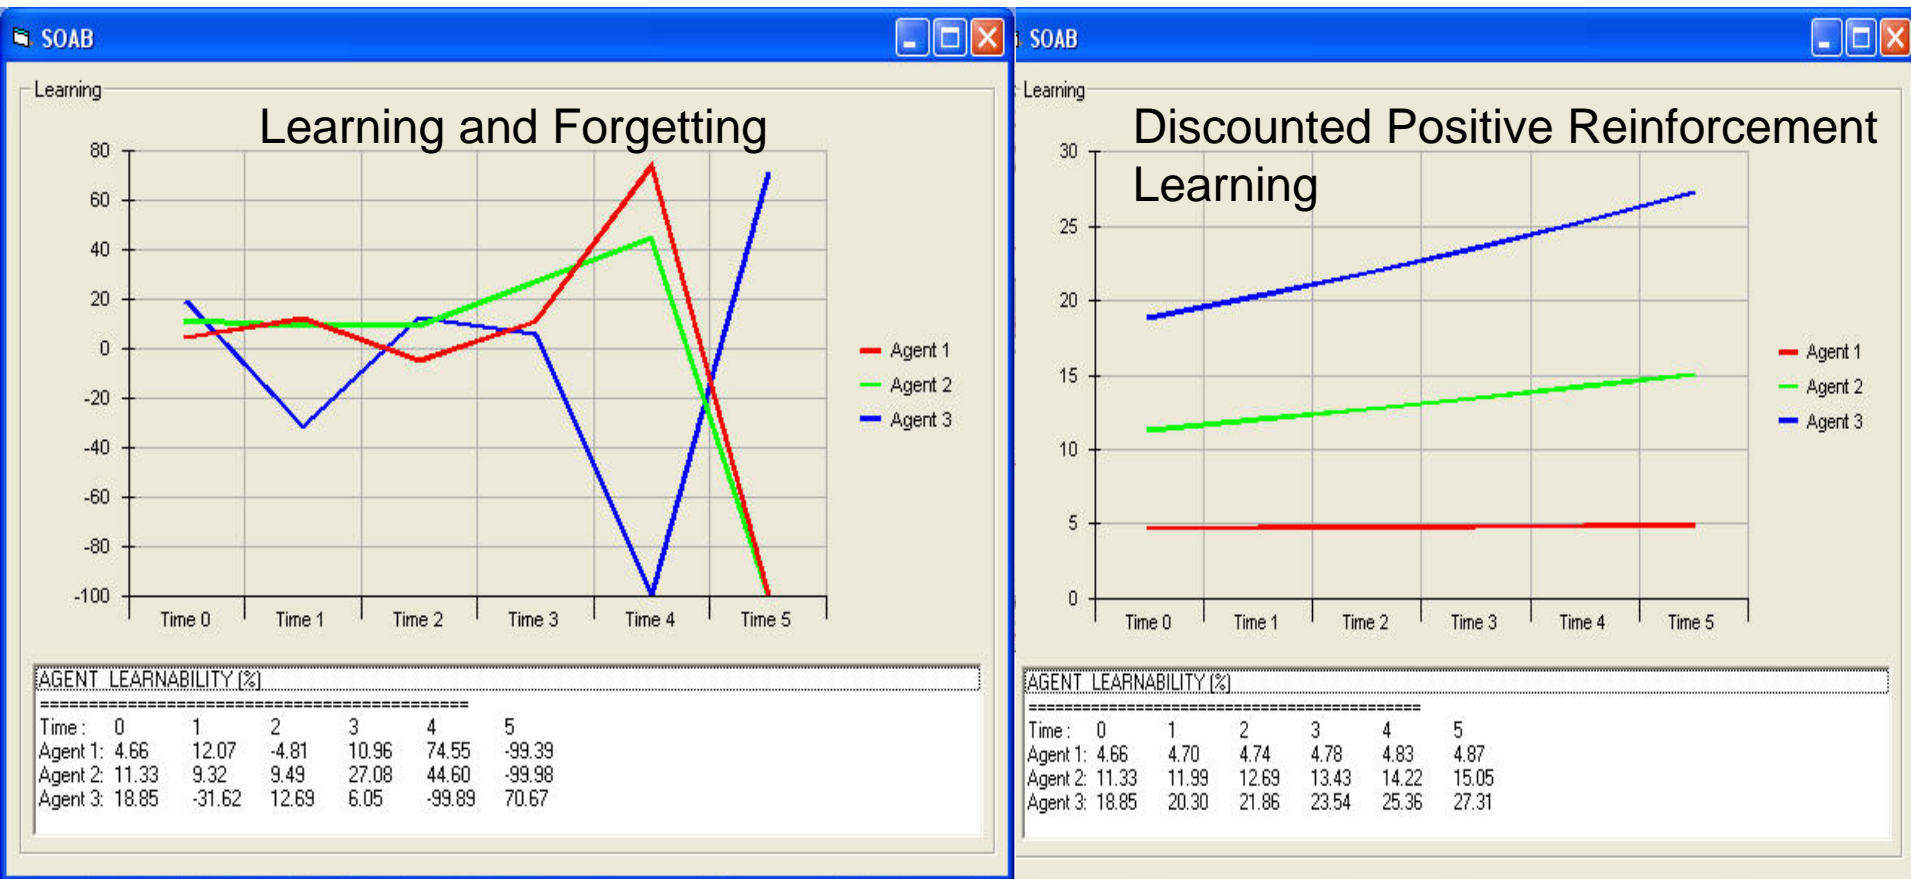 SOAB
Learning
Learning and Forgetting
80
60
40
20
0
-20
-40
-60
-80
-100
Time 0 Time 1 Time 2 Time 3 Time 4 Time 5
Agent 1
Agent 2
Agent 3
AGENT LEARNABILITY (%)
============================================
Time : 0 1 2 3 4 5
Agent 1: 4.66 12.07 -4.81 10.96 74.55 -99.39
Agent 2: 11.33 9.32 9.49 27.08 44.60 -99.98
Agent 3: 18.85 -31.62 12.69 6.05 -99.89 70.67
SOAB
Learning
Discounted Positive Reinforcement
Learning
30
25
20
15
10
5
0
Time 0 Time 1 Time 2 Time 3 Time 4 Time 5
Agent 1
Agent 2
Agent 3
AGENT LEARNABILITY (%)
============================================
Time : 0 1 2 3 4 5
Agent 1: 4.66 4.70 4.74 4.78 4.83 4.87
Agent 2: 11.33 11.99 12.69 13.43 14.22 15.05
Agent 3: 18.85 20.30 21.86 23.54 25.36 27.31